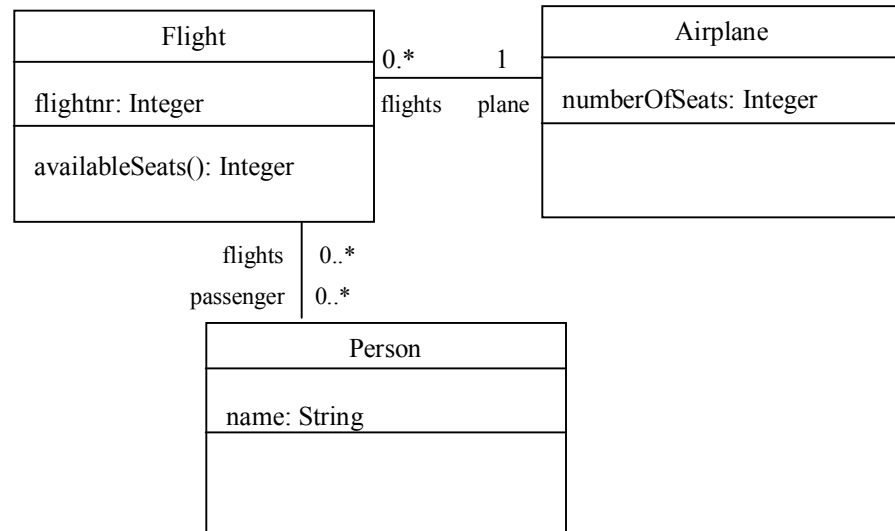 Flight
flightnr: Integer
availableSeats(): Integer
0.* 1
flights plane
Airplane
numberOfSeats: Integer
flights 0..*
passenger 0..*
Person
name: String